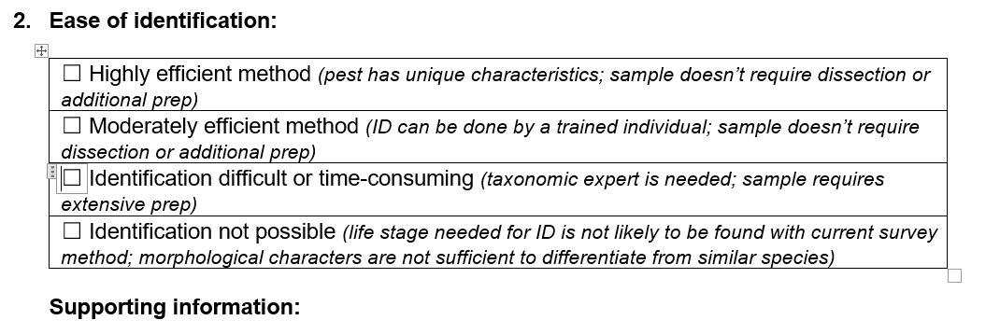 2. Ease of identification:
☐ Highly efficient method (pest has unique characteristics; sample doesn’t require dissection or
additional prep)
☐ Moderately efficient method (ID can be done by a trained individual; sample doesn’t require
dissection or additional prep)
☐ Identification difficult or time-consuming (taxonomic expert is needed; sample requires
extensive prep)
☐ Identification not possible (life stage needed for ID is not likely to be found with current survey
method; morphological characters are not sufficient to differentiate from similar species)
Supporting information: